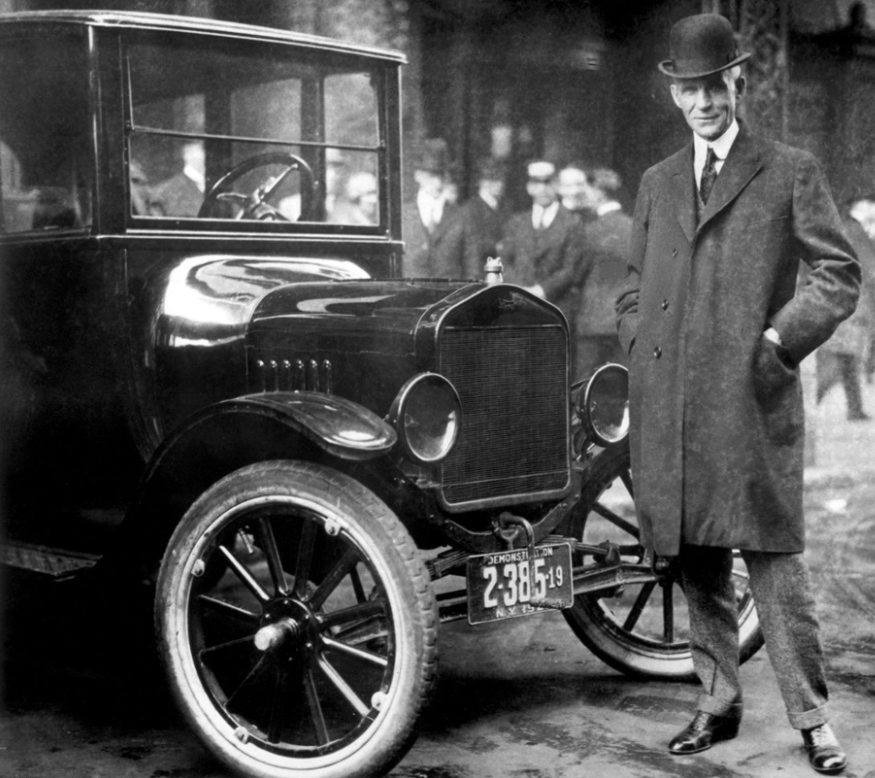 DEMONSTRATION
2-385-19
N.Y.